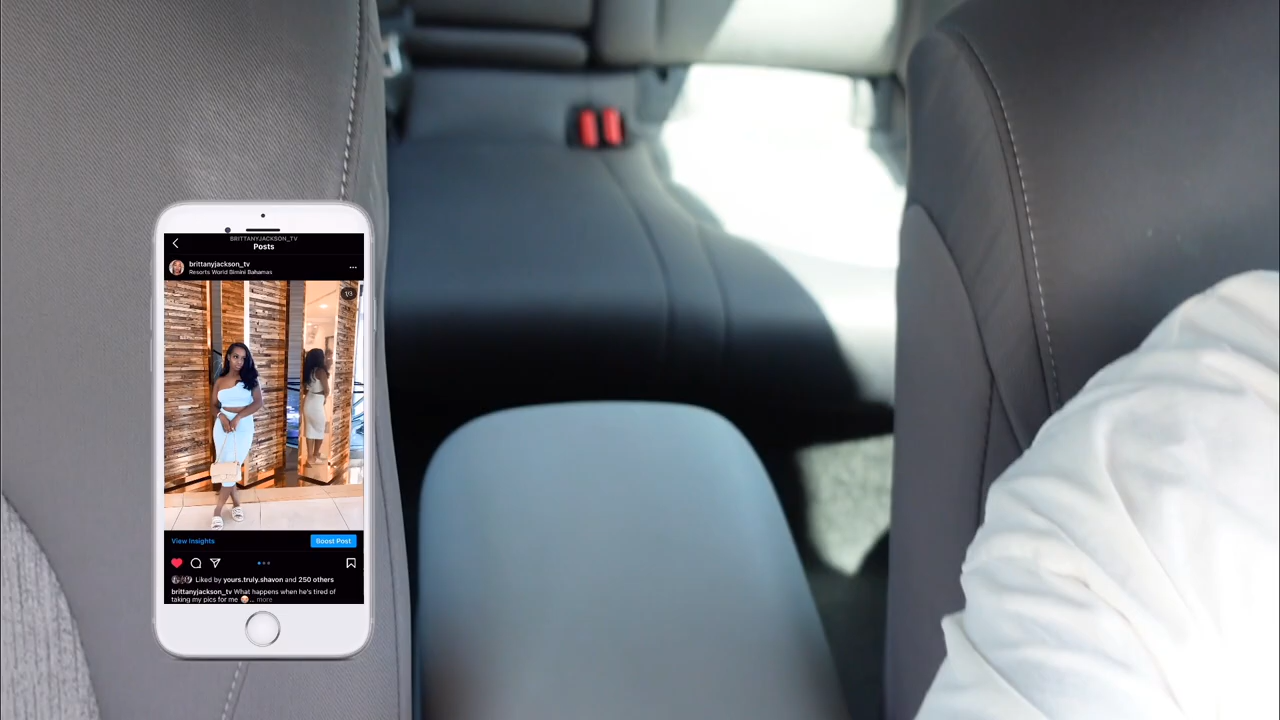 BRITTANYJACKSON_TV
Posts
brittanyjackson_tv
Resorts World Bimini Bahamas
1/3
View Insights
Boost Post
Liked by yours.truly.shavon and 250 others
brittanyjackson_tv What happens when he's tired of
taking my pics for me 😩... more